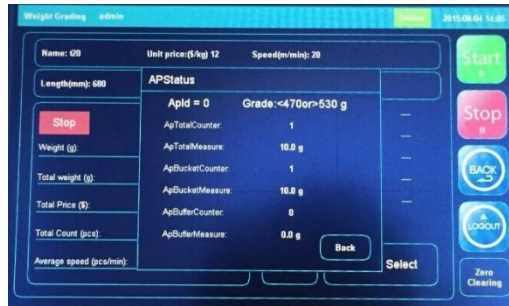 Weight Grading admin 2015-08-04 14:05
Name: t20 Unit price:($/kg) 12 Speed(m/min): 20
Length(mm): 680
APStatus
ApId = 0 Grade:<470or>530 g
ApTotalCounter: 1
ApTotalMeasure: 10.0 g
ApBucketCounter: 1
ApBucketMeasure: 10.0 g
ApBufferCounter: 0
ApBufferMeasure: 0.0 g
Back
Stop
Weight (g):
Total weight (g):
Total Price ($):
Total Count (pcs):
Average speed (pcs/min):
Select
Start
Stop
BACK
LOGOUT
Zero
Clearing